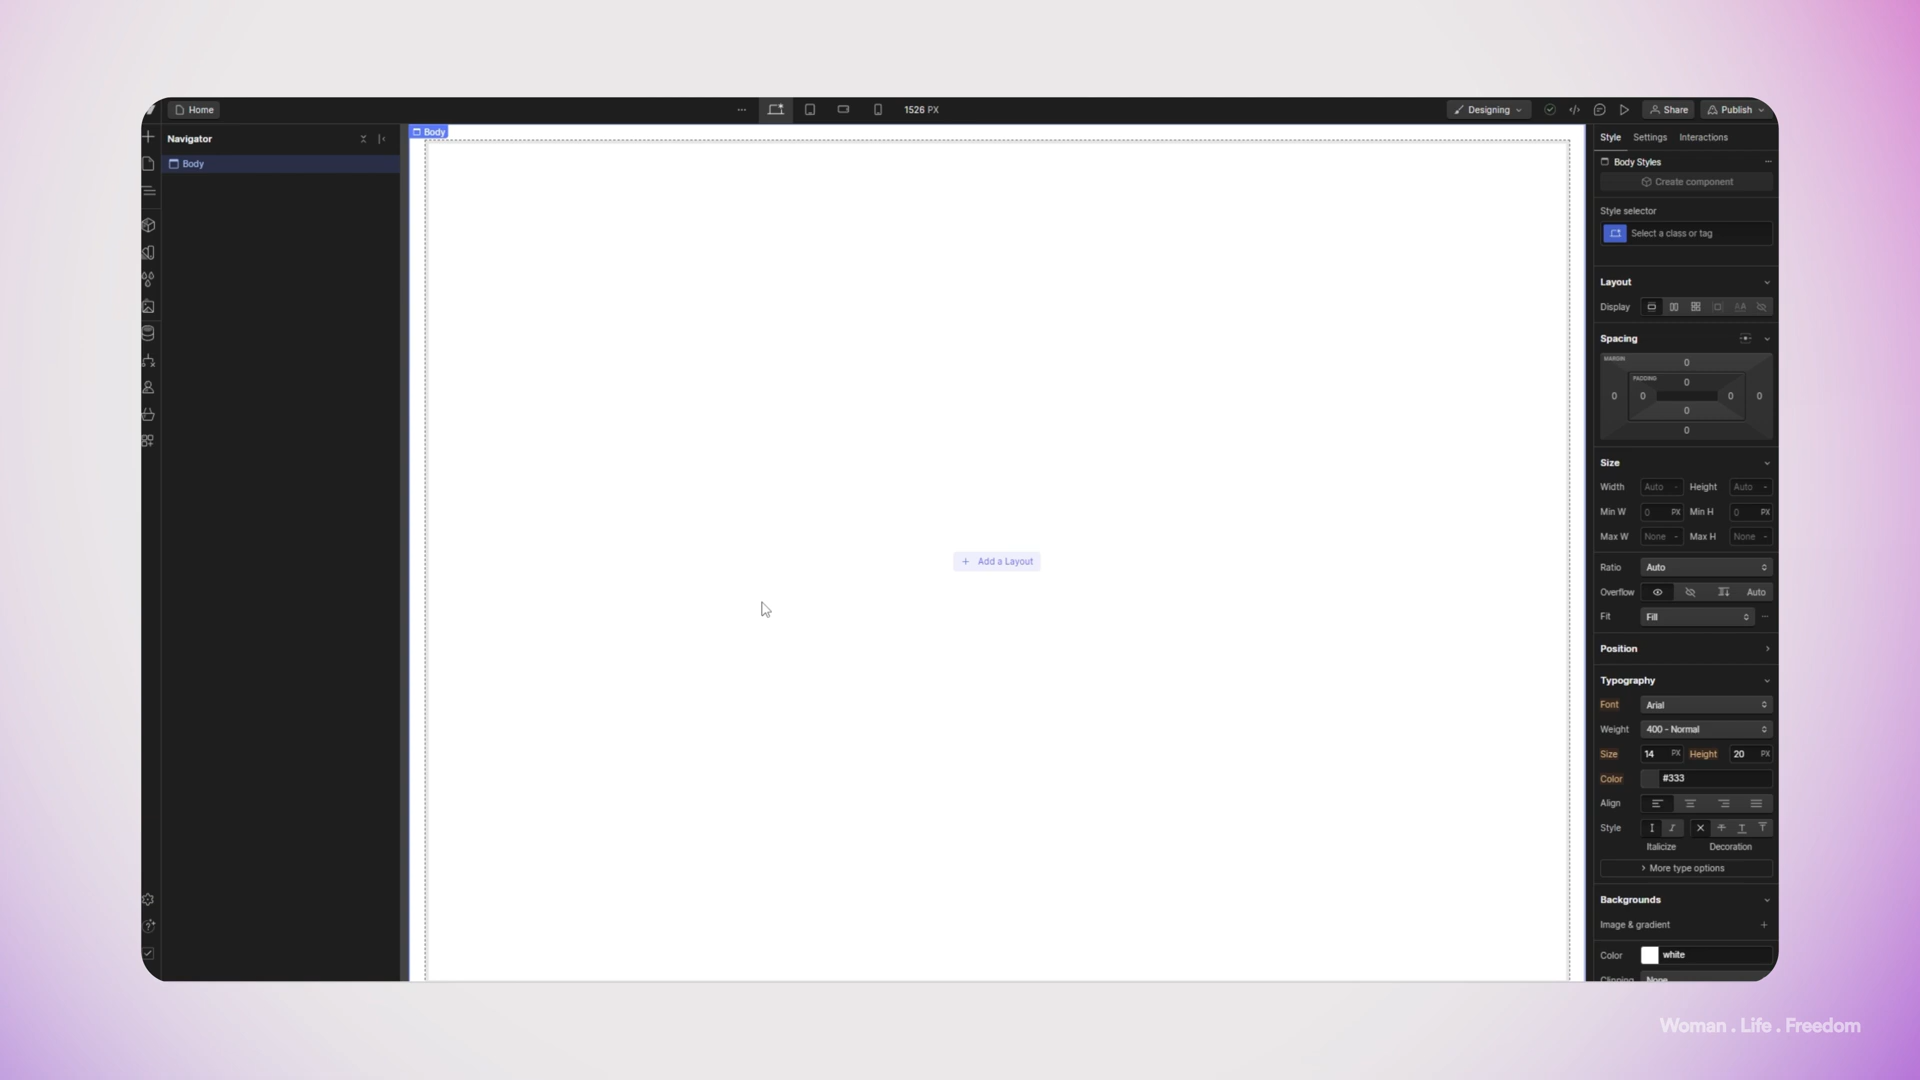 Home
1526 PX
Designing
Share
Publish
Navigator
Body
Body
Add a Layout
Style Settings Interactions
Body Styles
Create component
Style selector
Select a class or tag
Layout
Display
Spacing
MARGIN
0
PADDING
0
0 0 0 0
0
0
Size
Width Auto - Height Auto -
Min W 0 PX Min H 0 PX
Max W None - Max H None -
Ratio Auto
Overflow Auto
Fit Fill
Position
Typography
Font Arial
Weight 400 - Normal
Size 14 PX Height 20 PX
Color #333
Align
Style
Italicize Decoration
More type options
Backgrounds
Image & gradient
Color white
Clipping None
Woman . Life . Freedom